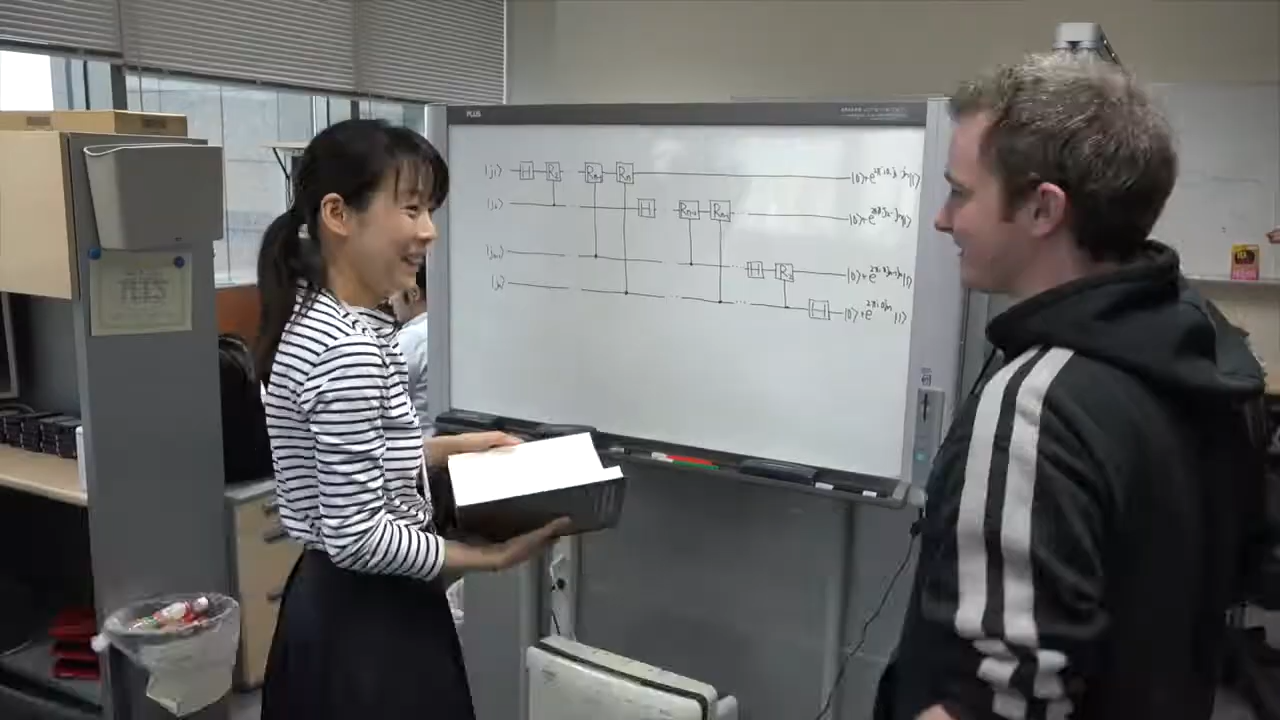 PLUS
|j₁⟩ H R₂ Rₙ₋₁ Rₙ |0⟩+e^{2πi0.j₁…jₙ}|1⟩
|j₂⟩ H Rₙ₋₂ Rₙ₋₁ |0⟩+e^{2πi0.j₂…jₙ}|1⟩
|jₙ₋₁⟩ H R₂ |0⟩+e^{2πi0.jₙ₋₁jₙ}|1⟩
|jₙ⟩ H |0⟩+e^{2πi0.jₙ}|1⟩